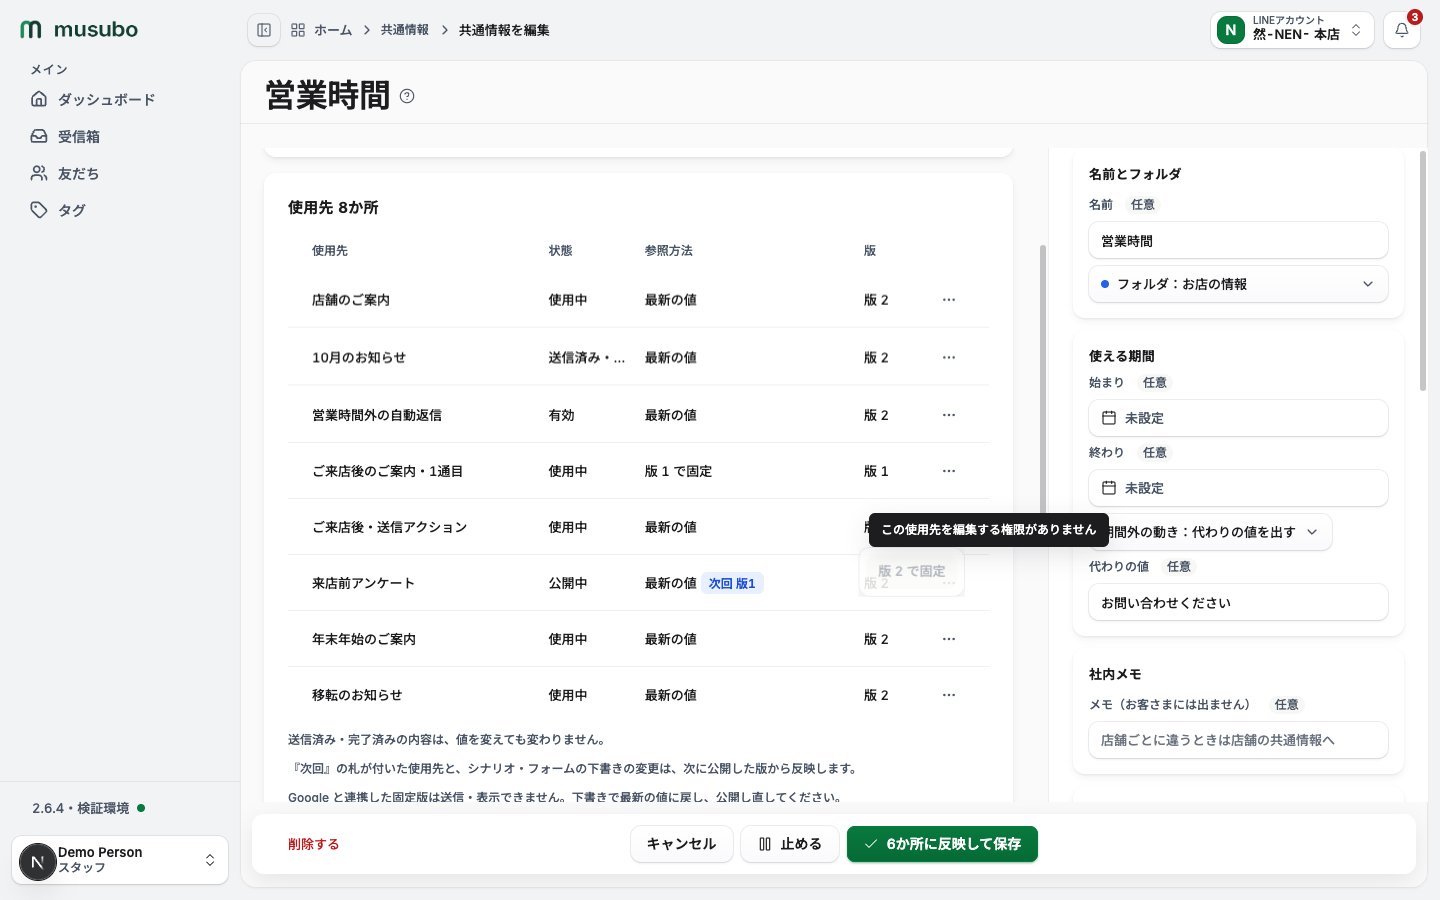 musubo
ホーム
共通情報
共通情報を編集
LINEアカウント
N
然-NEN- 本店
3
メイン
ダッシュボード
受信箱
友だち
タグ
営業時間
使用先 8か所
使用先 状態 参照方法 版
店舗のご案内 使用中 最新の値 版 2
10月のお知らせ 送信済み・... 最新の値 版 2
営業時間外の自動返信 有効 最新の値 版 2
ご来店後のご案内・1通目 使用中 版 1 で固定 版 1
ご来店後・送信アクション 使用中 最新の値
この使用先を編集する権限がありません
版 2 で固定
来店前アンケート 公開中 最新の値 次回 版1 版 2
年末年始のご案内 使用中 最新の値 版 2
移転のお知らせ 使用中 最新の値 版 2
送信済み・完了済みの内容は、値を変えても変わりません。
『次回』の札が付いた使用先と、シナリオ・フォームの下書きの変更は、次に公開した版から反映します。
Google と連携した固定版は送信・表示できません。下書きで最新の値に戻し、公開し直してください。
名前とフォルダ
名前 任意
営業時間
フォルダ：お店の情報
使える期間
始まり 任意
未設定
終わり 任意
未設定
期間外の動き：代わりの値を出す
代わりの値 任意
お問い合わせください
社内メモ
メモ（お客さまには出ません） 任意
店舗ごとに違うときは店舗の共通情報へ
削除する
キャンセル
止める
6か所に反映して保存
2.6.4・検証環境
N
Demo Person
スタッフ